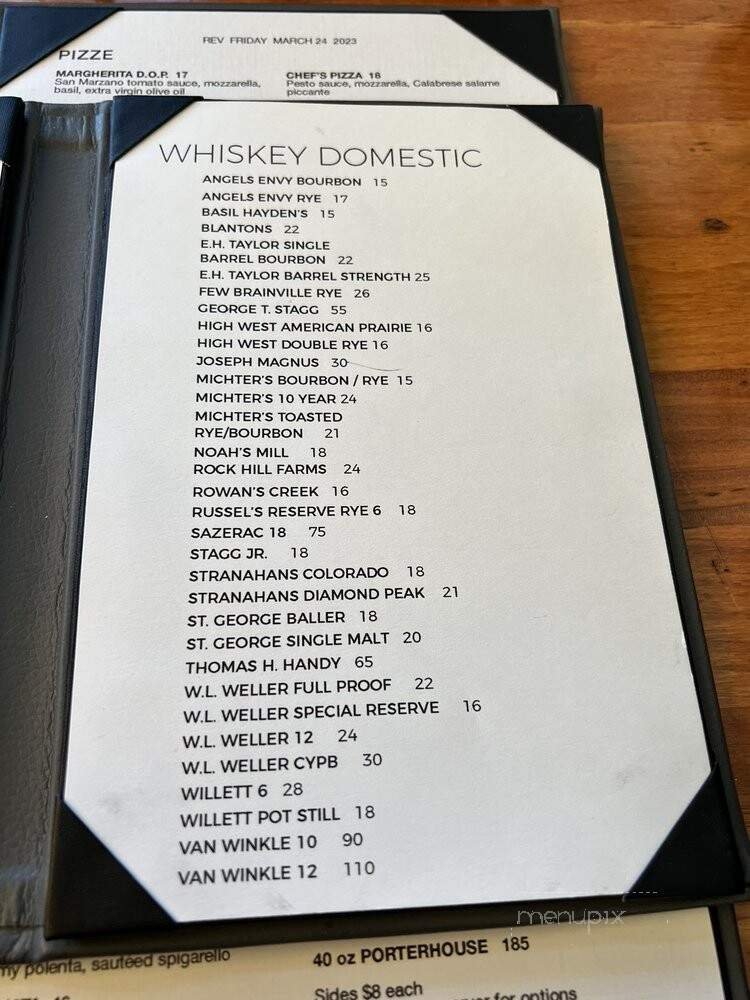 REV FRIDAY MARCH 24 2023
PIZZE
MARGHERITA D.O.P. 17
San Marzano tomato sauce, mozzarella,
basil, extra virgin olive oil
CHEF'S PIZZA 18
Pesto sauce, mozzarella, Calabrese salame
piccante
WHISKEY DOMESTIC
ANGELS ENVY BOURBON 15
ANGELS ENVY RYE 17
BASIL HAYDEN'S 15
BLANTONS 22
E.H. TAYLOR SINGLE
BARREL BOURBON 22
E.H. TAYLOR BARREL STRENGTH 25
FEW BRAINVILLE RYE 26
GEORGE T. STAGG 55
HIGH WEST AMERICAN PRAIRIE 16
HIGH WEST DOUBLE RYE 16
JOSEPH MAGNUS 30
MICHTER'S BOURBON / RYE 15
MICHTER'S 10 YEAR 24
MICHTER'S TOASTED
RYE/BOURBON 21
NOAH'S MILL 18
ROCK HILL FARMS 24
ROWAN'S CREEK 16
RUSSEL'S RESERVE RYE 6 18
SAZERAC 18 75
STAGG JR. 18
STRANAHANS COLORADO 18
STRANAHANS DIAMOND PEAK 21
ST. GEORGE BALLER 18
ST. GEORGE SINGLE MALT 20
THOMAS H. HANDY 65
W.L. WELLER FULL PROOF 22
W.L. WELLER SPECIAL RESERVE 16
W.L. WELLER 12 24
W.L. WELLER CYPB 30
WILLETT 6 28
WILLETT POT STILL 18
VAN WINKLE 10 90
VAN WINKLE 12 110
menupix
polenta, sautéed spigarello
40 oz PORTERHOUSE 185
Sides $8 each
for options